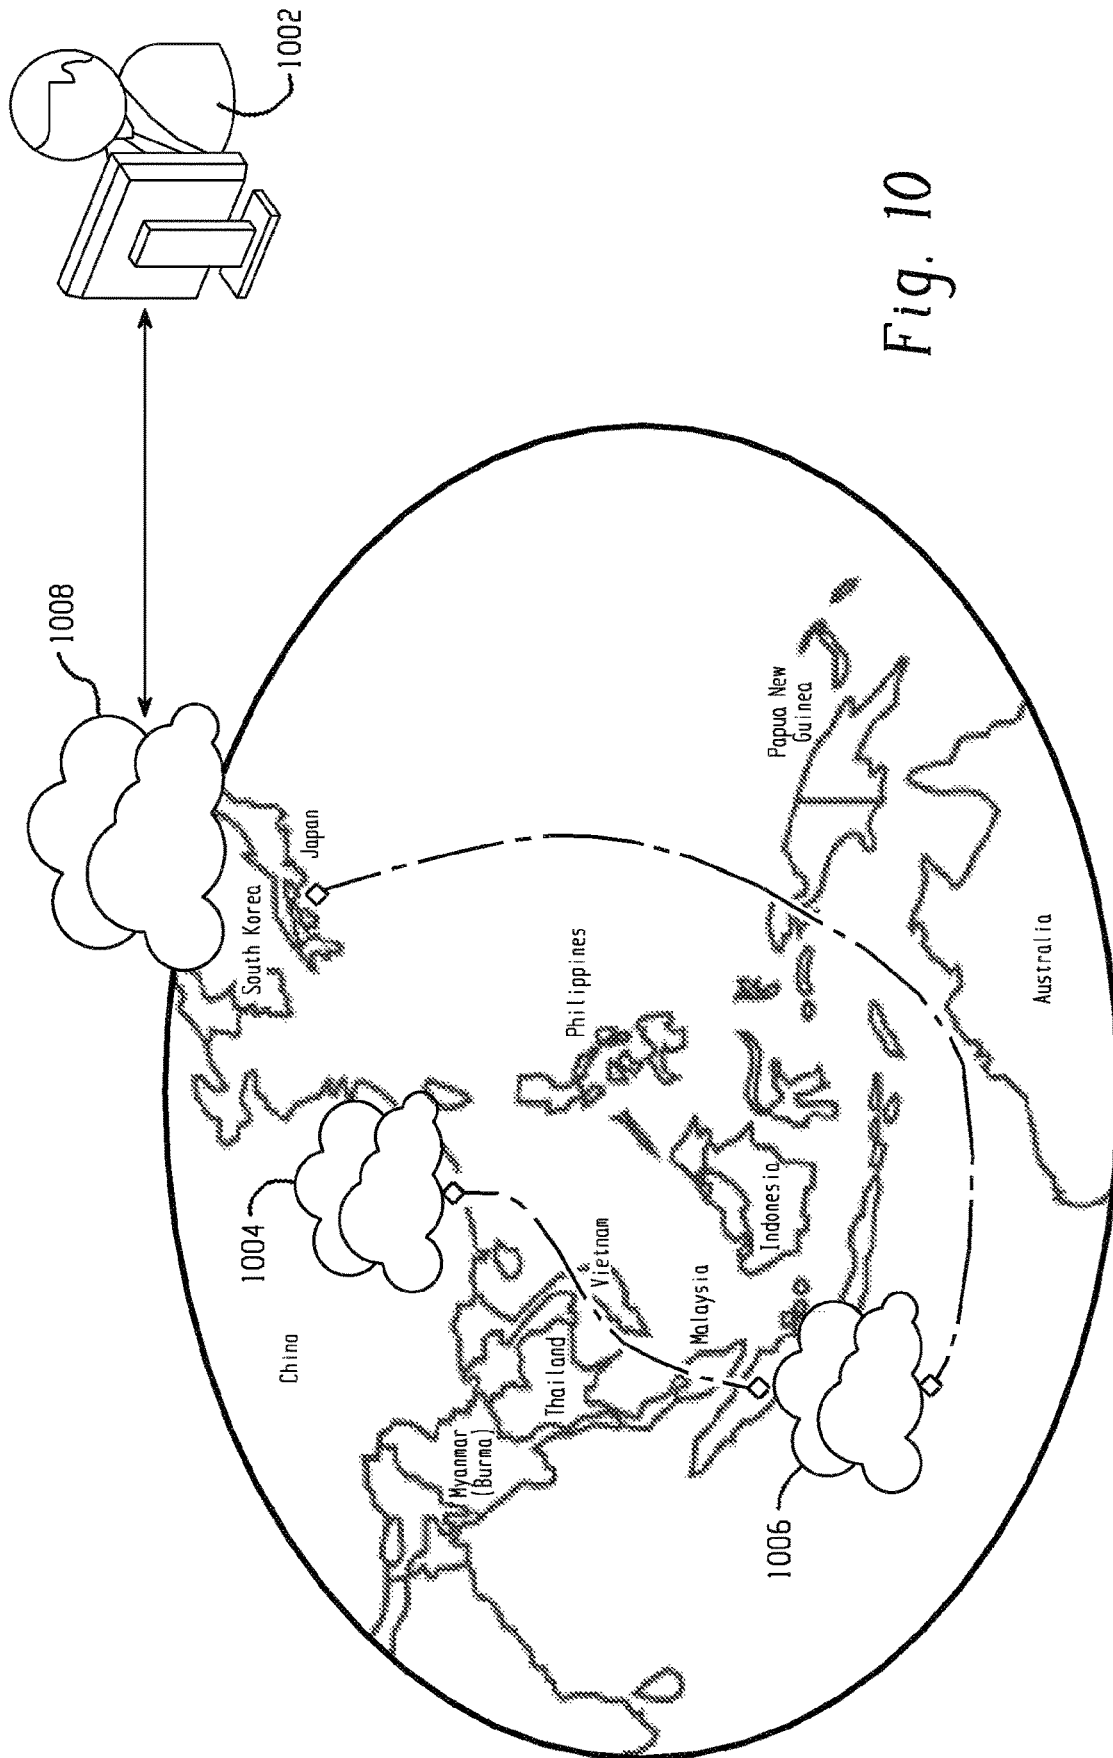 1002
1008
South Korea
Japan
1004
China
Philippines
Papua New
Guinea
Vietnam
Myanmar
(Burma)
Thailand
Malaysia
Indonesia
Australia
1006
Fig. 10